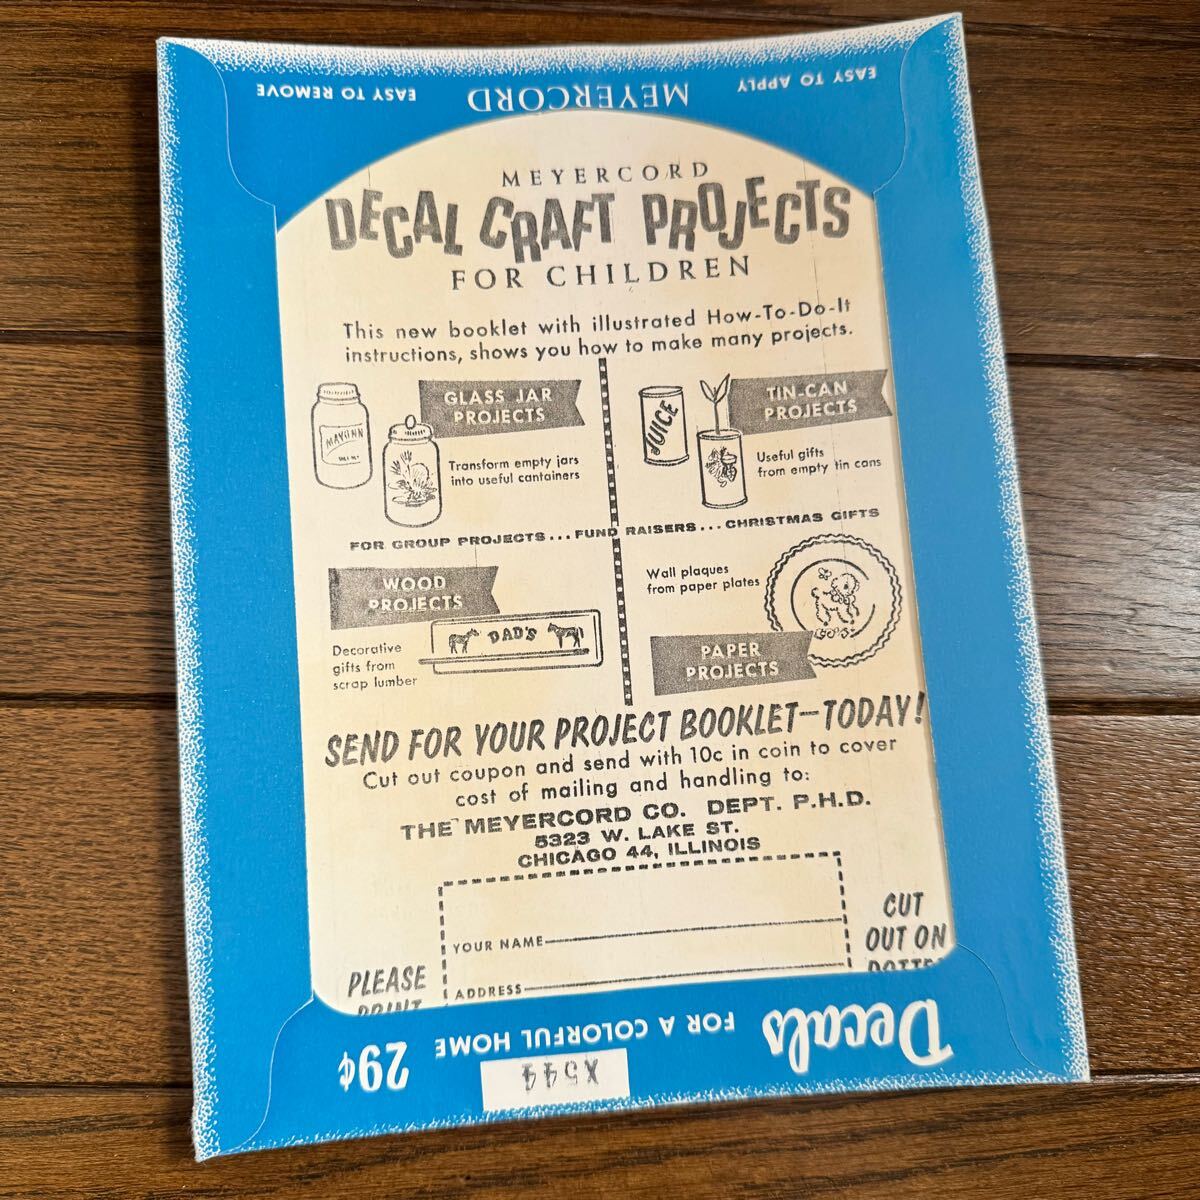 EASY TO REMOVE
EASY TO APPLY
MEYERCORD
EASY TO APPLY
MEYERCORD
DECAL CRAFT PROJECTS
FOR CHILDREN
This new booklet with illustrated How-To-Do-It
instructions, shows you how to make many projects.
GLASS JAR
PROJECTS
Transform empty jars
into useful cantainers
JUICE
TIN-CAN
PROJECTS
Useful gifts
from empty tin cans
FOR GROUP PROJECTS...FUND RAISERS...CHRISTMAS GIFTS
WOOD
PROJECTS
Decorative
gifts from
scrap lumber
DAD'S
Wall plaques
from paper plates
PAPER
PROJECTS
SEND FOR YOUR PROJECT BOOKLET—TODAY!
Cut out coupon and send with 10c in coin to cover
cost of mailing and handling to:
THE MEYERCORD CO. DEPT. P.H.D.
5323 W. LAKE ST.
CHICAGO 44, ILLINOIS
YOUR NAME
ADDRESS
PLEASE
PRINT
CUT
OUT ON
Decals FOR A COLORFUL HOME 29¢
X544